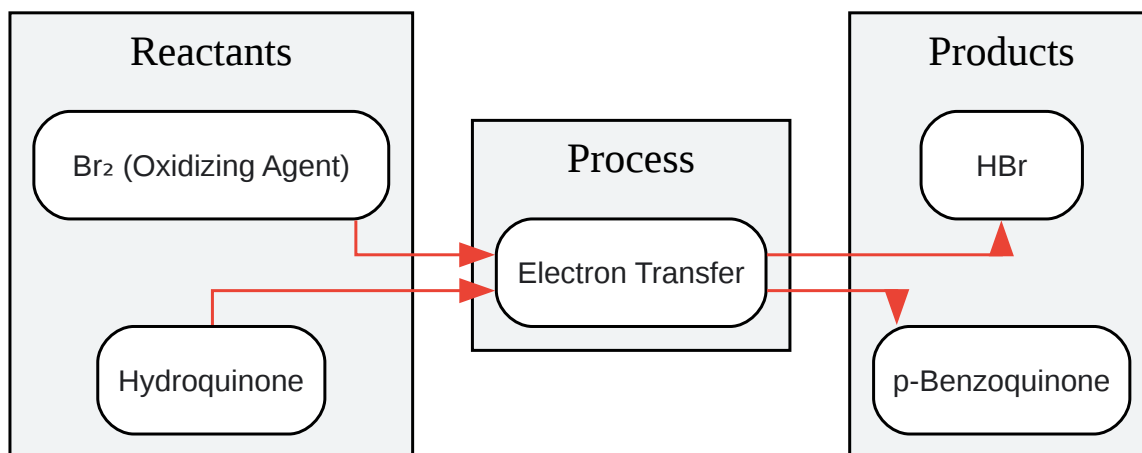 Reactants
Br₂ (Oxidizing Agent)
Hydroquinone
Process
Electron Transfer
Products
HBr
p-Benzoquinone